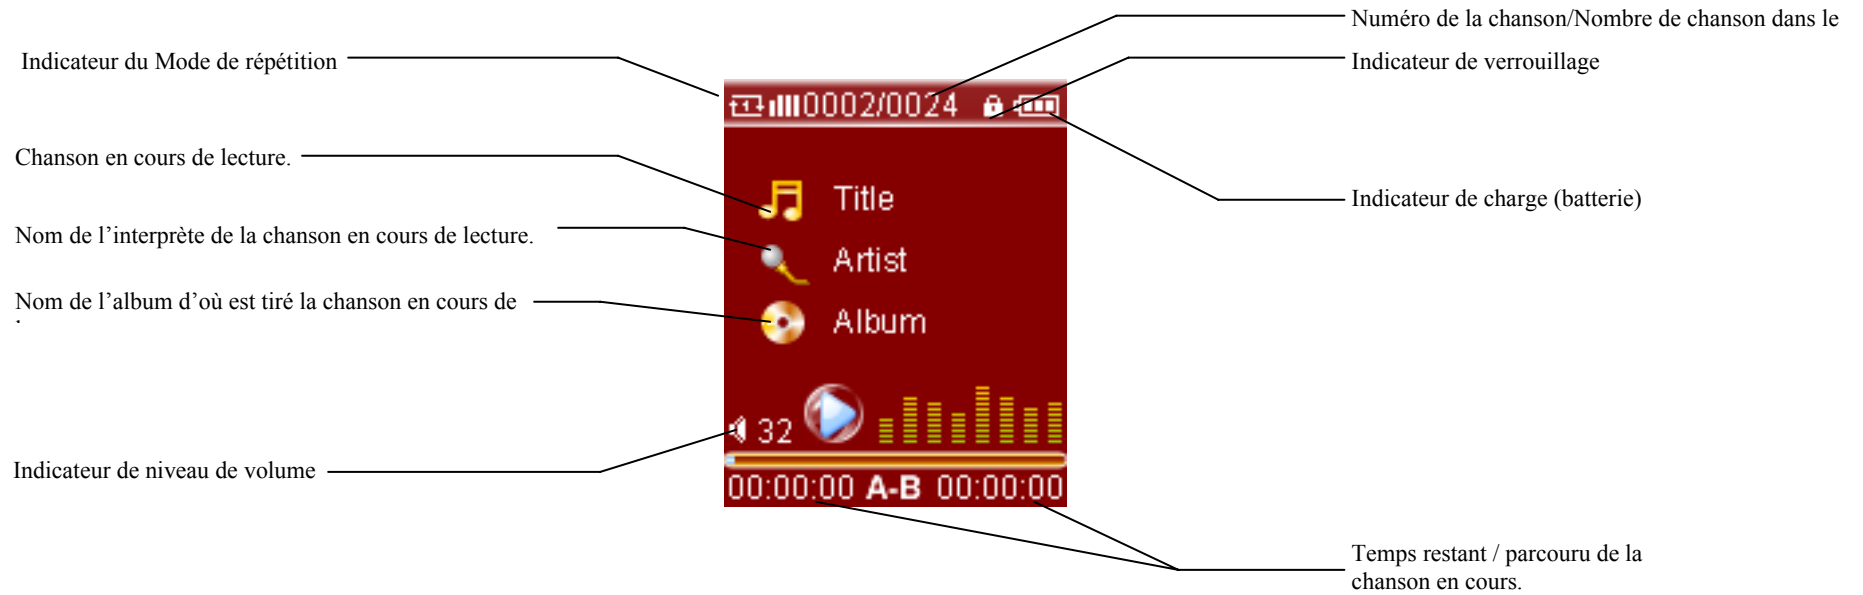 Numéro de la chanson/Nombre de chanson dans le
Indicateur du Mode de répétition
Indicateur de verrouillage
0002/0024
Chanson en cours de lecture.
Title
Indicateur de charge (batterie)
Nom de l’interprète de la chanson en cours de lecture.
Artist
Nom de l’album d’où est tiré la chanson en cours de
Album
32
Indicateur de niveau de volume
00:00:00 A-B 00:00:00
Temps restant / parcouru de la
chanson en cours.